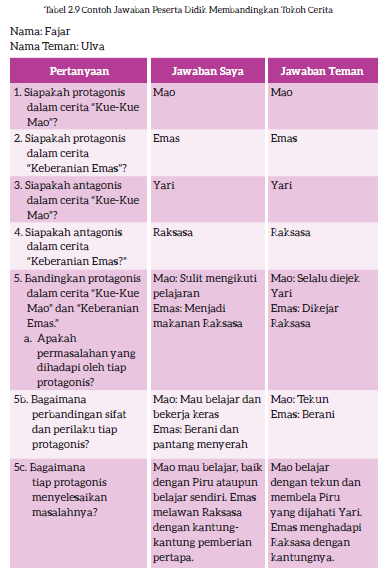 Tabel 2.9 Contoh Jawaban Peserta Didik Membandingkan Tokoh Cerita
Nama: Fajar
Nama Teman: Ulva
Pertanyaan
Jawaban Saya
Jawaban Teman
1. Siapakah protagonis
dalam cerita “Kue-Kue
Mao”?
Mao
Mao
2. Siapakah protagonis
dalam cerita
“Keberanian Emas”?
Emas
Emas
3. Siapakah antagonis
dalam cerita “Kue-Kue
Mao”?
Yari
Yari
4. Siapakah antagonis
dalam cerita
“Keberanian Emas?”
Raksasa
Raksasa
5. Bandingkan protagonis
dalam cerita “Kue-Kue
Mao” dan “Keberanian
Emas.”
a. Apakah
permasalahan yang
dihadapi oleh tiap
protagonis?
Mao: Sulit mengikuti
pelajaran
Emas: Menjadi
makanan Raksasa
Mao: Selalu diejek
Yari
Emas: Dikejar
Raksasa
5b. Bagaimana
perbandingan sifat
dan perilaku tiap
protagonis?
Mao: Mau belajar dan
bekerja keras
Emas: Berani dan
pantang menyerah
Mao: Tekun
Emas: Berani
5c. Bagaimana
tiap protagonis
menyelesaikan
masalahnya?
Mao mau belajar, baik
dengan Piru ataupun
belajar sendiri. Emas
melawan Raksasa
dengan kantung-
kantung pemberian
pertapa.
Mao belajar
dengan tekun dan
membela Piru
yang dijahati Yari.
Emas menghadapi
Raksasa dengan
kantungnya.